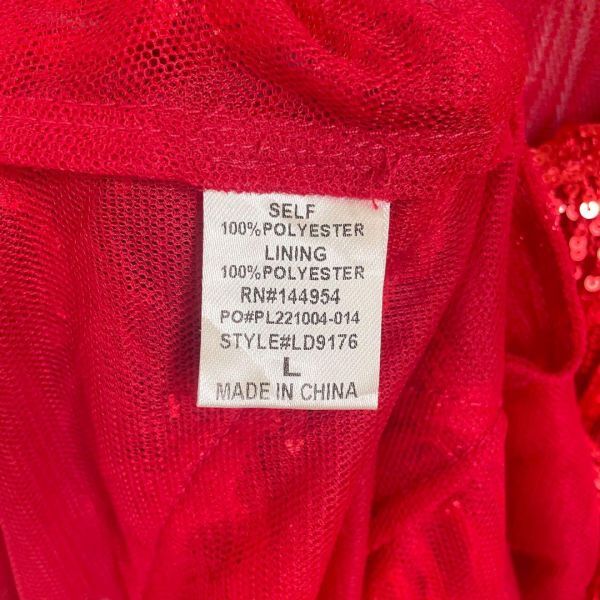 SELF
100%POLYESTER
LINING
100%POLYESTER
RN#144954
PO#PL221004-014
STYLE#LD9176
L
MADE IN CHINA